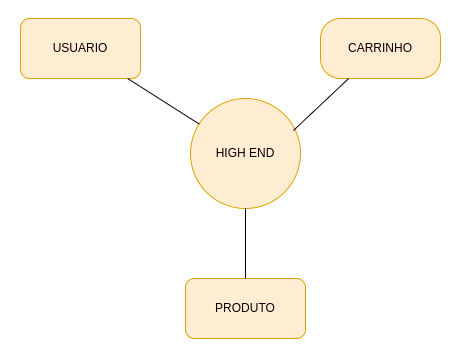 USUARIO
CARRINHO
HIGH END
PRODUTO